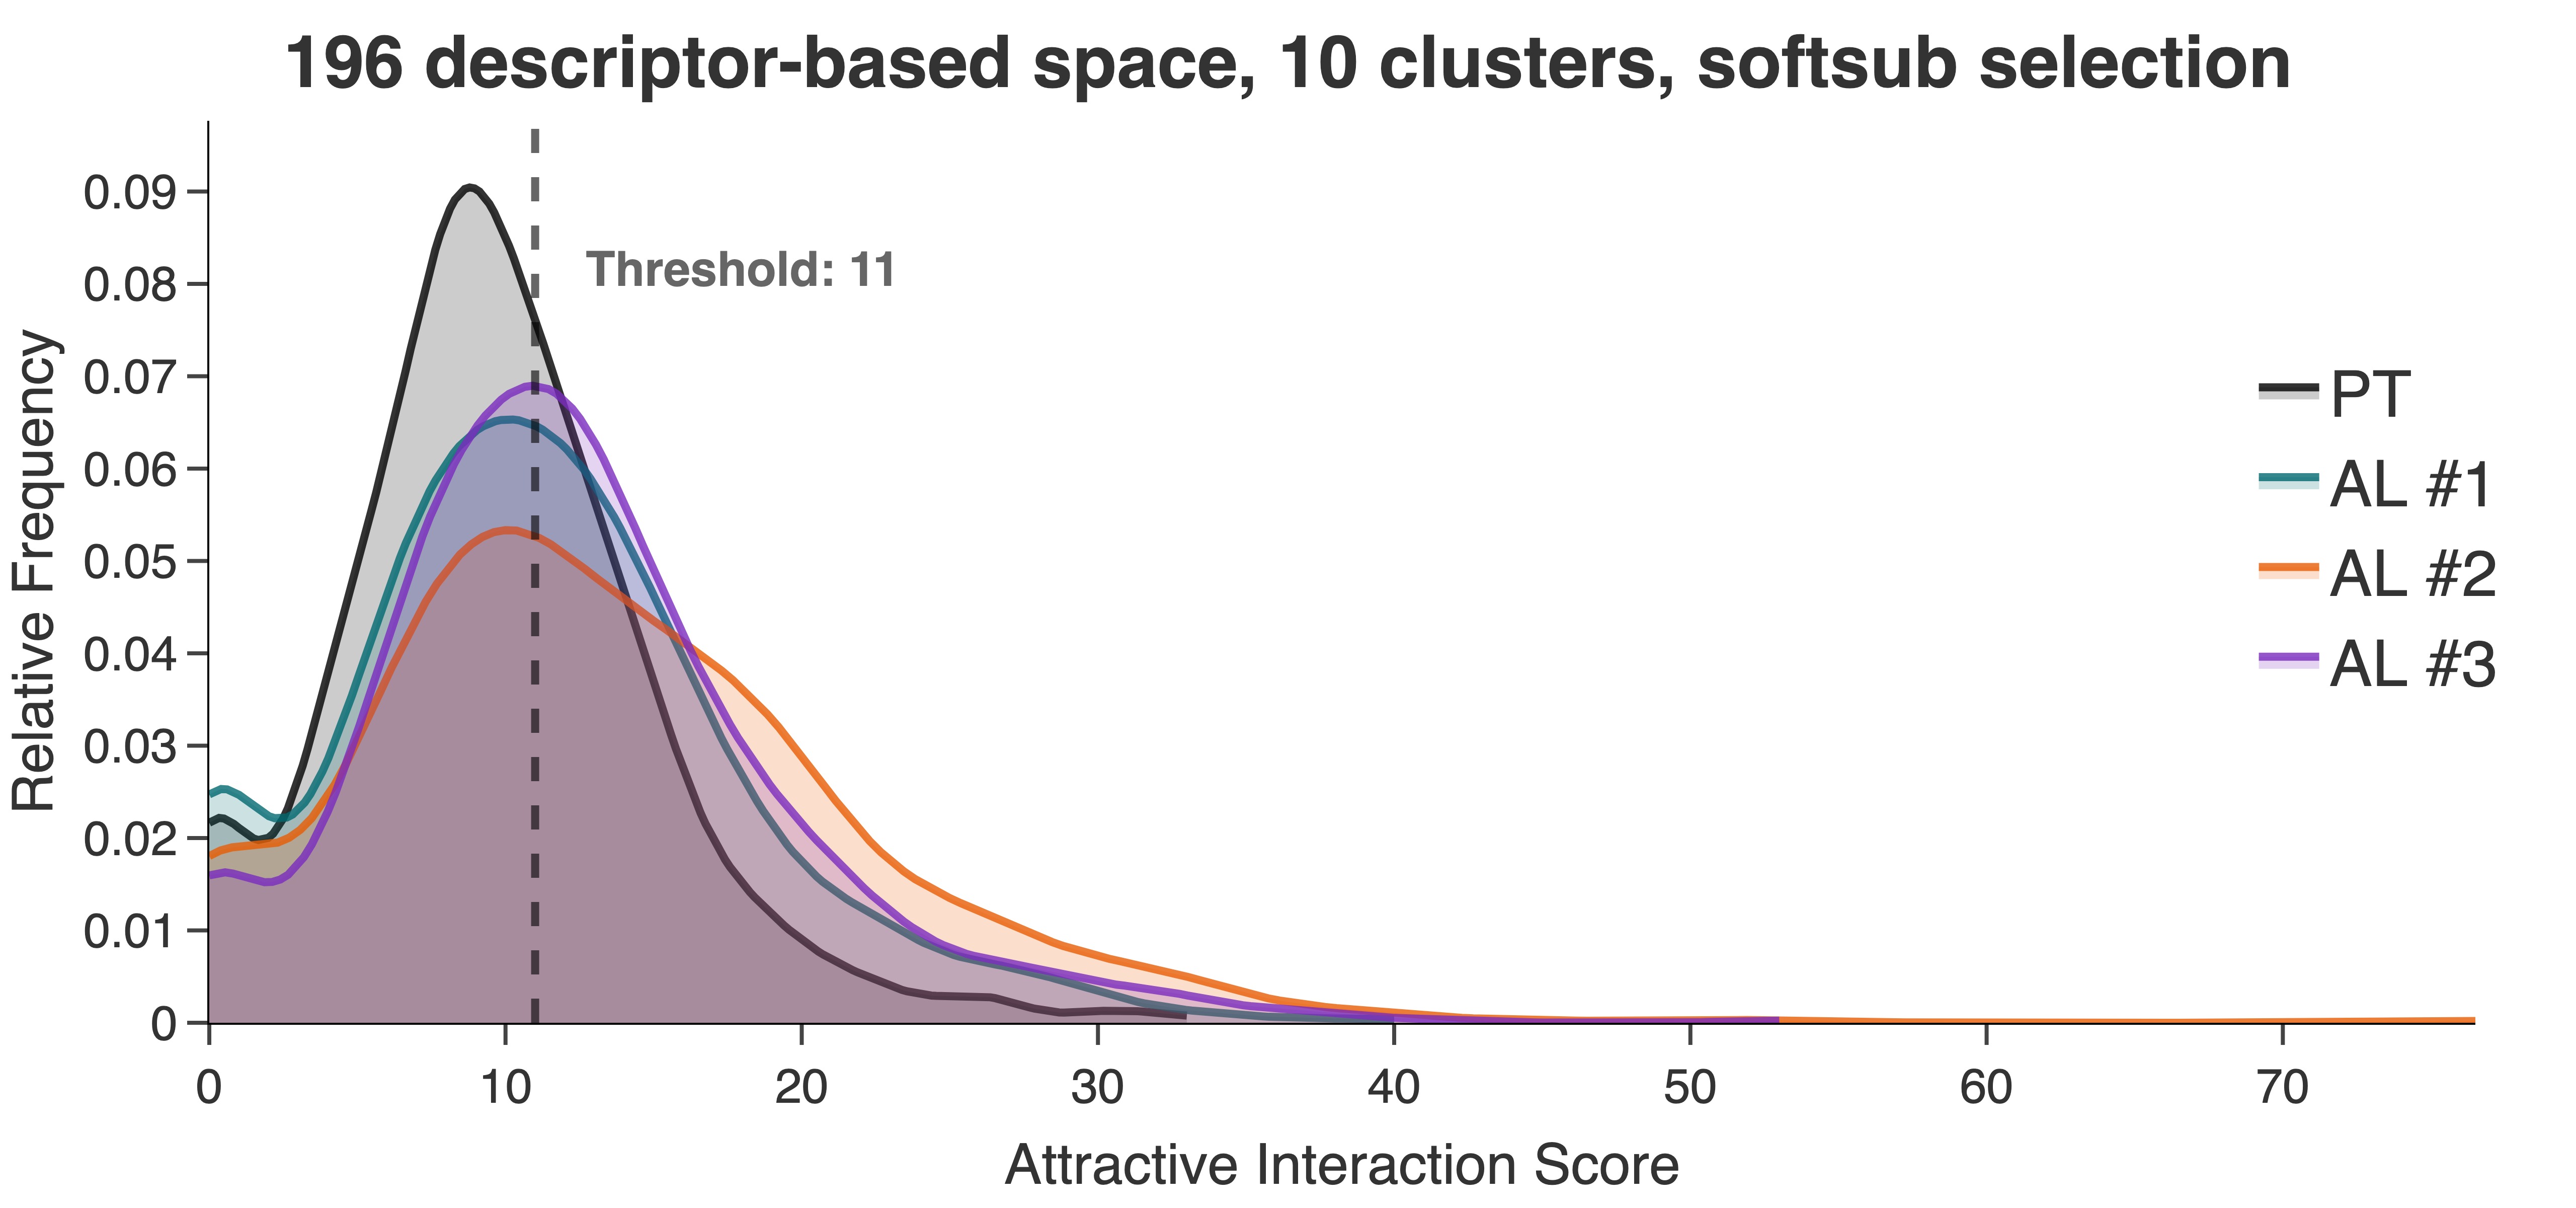 196 descriptor-based space, 10 clusters, softsub selection
Relative Frequency
0.09
0.08
0.07
0.06
0.05
0.04
0.03
0.02
0.01
0
Threshold: 11
PT
AL #1
AL #2
AL #3
0 10 20 30 40 50 60 70
Attractive Interaction Score